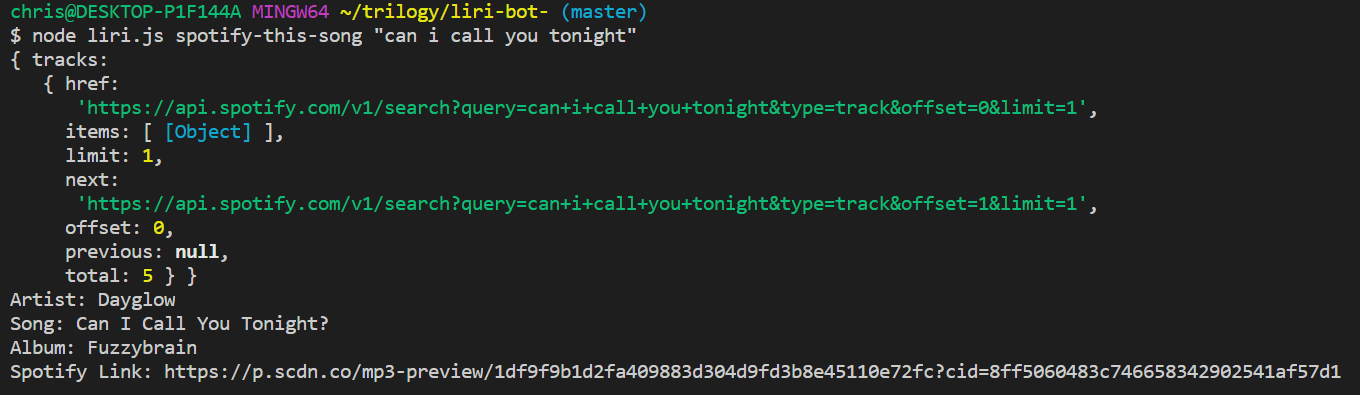 chris@DESKTOP-P1F144A MINGW64 ~/trilogy/liri-bot- (master)
$ node liri.js spotify-this-song "can i call you tonight"
{ tracks:
   { href:
      'https://api.spotify.com/v1/search?query=can+i+call+you+tonight&type=track&offset=0&limit=1',
     items: [ [Object] ],
     limit: 1,
     next:
      'https://api.spotify.com/v1/search?query=can+i+call+you+tonight&type=track&offset=1&limit=1',
     offset: 0,
     previous: null,
     total: 5 } }
Artist: Dayglow
Song: Can I Call You Tonight?
Album: Fuzzybrain
Spotify Link: https://p.scdn.co/mp3-preview/1df9f9b1d2fa409883d304d9fd3b8e45110e72fc?cid=8ff5060483c746658342902541af57d1